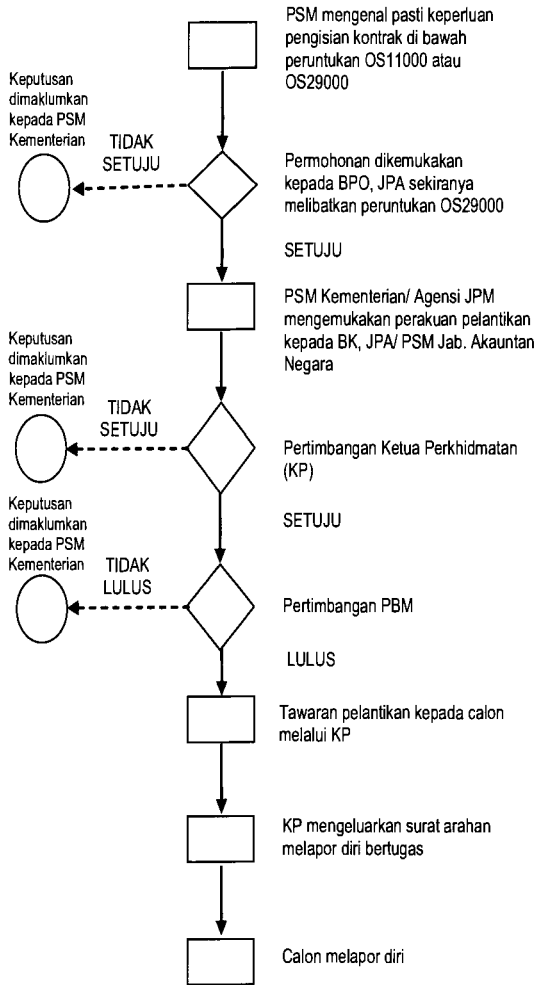 PSM mengenal pasti keperluan
pengisian kontrak di bawah
peruntukan OS11000 atau
OS29000
Keputusan
dimaklumkan
kepada PSM
Kementerian
TIDAK
SETUJU
Permohonan dikemukakan
kepada BPO, JPA sekiranya
melibatkan peruntukan OS29000
SETUJU
PSM Kementerian/ Agensi JPM
mengemukakan perakuan pelantikan
kepada BK, JPA/ PSM Jab. Akauntan
Negara
Keputusan
dimaklumkan
kepada PSM
Kementerian
TIDAK
SETUJU
Pertimbangan Ketua Perkhidmatan
(KP)
SETUJU
Keputusan
dimaklumkan
kepada PSM
Kementerian
TIDAK
LULUS
Pertimbangan PBM
LULUS
Tawaran pelantikan kepada calon
melalui KP
KP mengeluarkan surat arahan
melapor diri bertugas
Calon melapor diri